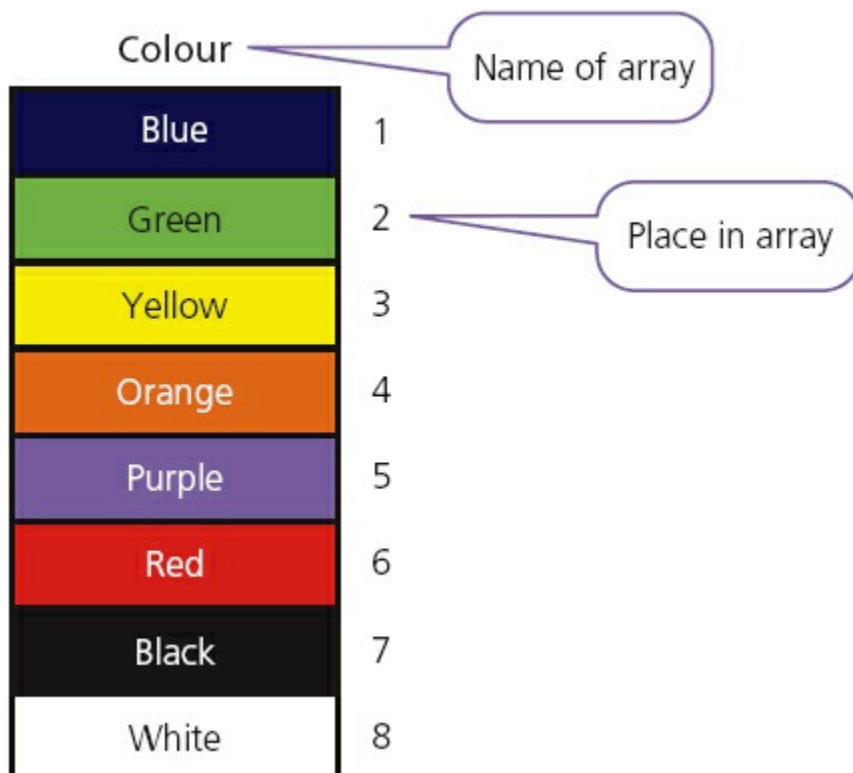 Colour
Name of array
Blue 1
Green 2
Place in array
Yellow 3
Orange 4
Purple 5
Red 6
Black 7
White 8